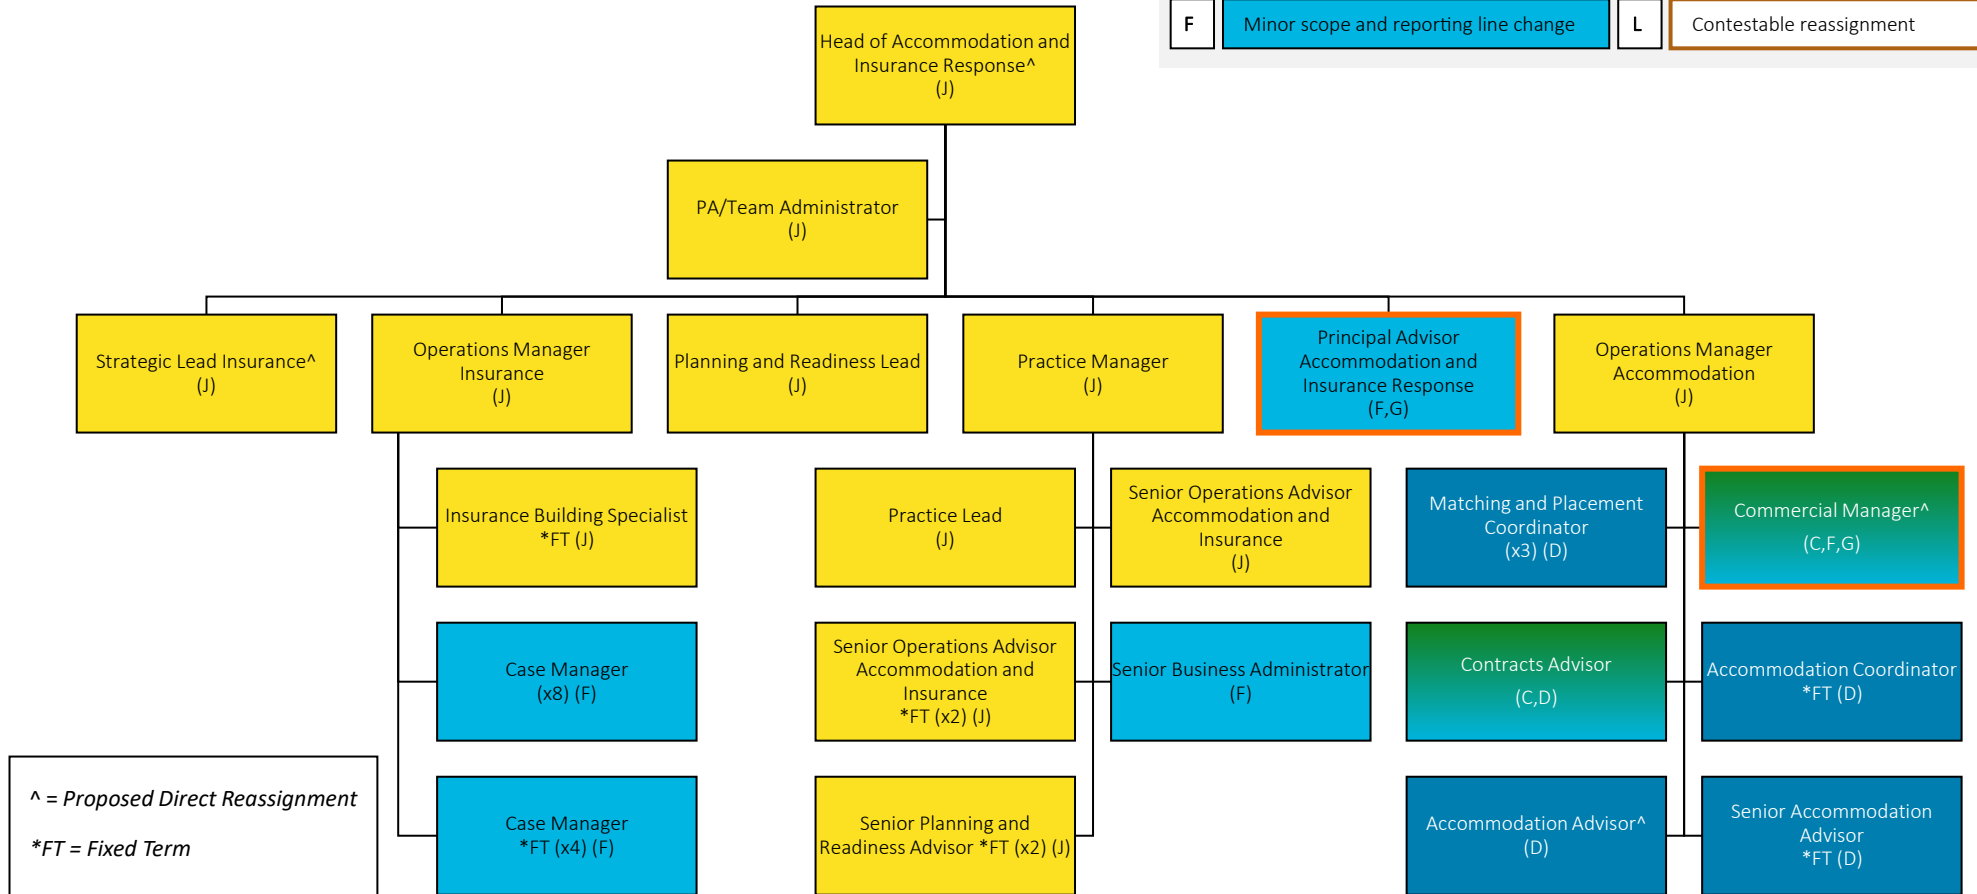 F
Minor scope and reporting line change
L
Contestable reassignment
Head of Accommodation and
Insurance Response^
(J)
PA/Team Administrator
(J)
Strategic Lead Insurance^
(J)
Operations Manager
Insurance
(J)
Planning and Readiness Lead
(J)
Practice Manager
(J)
Principal Advisor
Accommodation and
Insurance Response
(F,G)
Operations Manager
Accommodation
(J)
Insurance Building Specialist
*FT (J)
Practice Lead
(J)
Senior Operations Advisor
Accommodation and
Insurance
(J)
Matching and Placement
Coordinator
(x3) (D)
Commercial Manager^
(C,F,G)
Case Manager
(x8) (F)
Senior Operations Advisor
Accommodation and
Insurance
*FT (x2) (J)
Senior Business Administrator
(F)
Contracts Advisor
(C,D)
Accommodation Coordinator
*FT (D)
Case Manager
*FT (x4) (F)
Senior Planning and
Readiness Advisor *FT (x2) (J)
Accommodation Advisor^
(D)
Senior Accommodation
Advisor
*FT (D)
^ = Proposed Direct Reassignment
*FT = Fixed Term